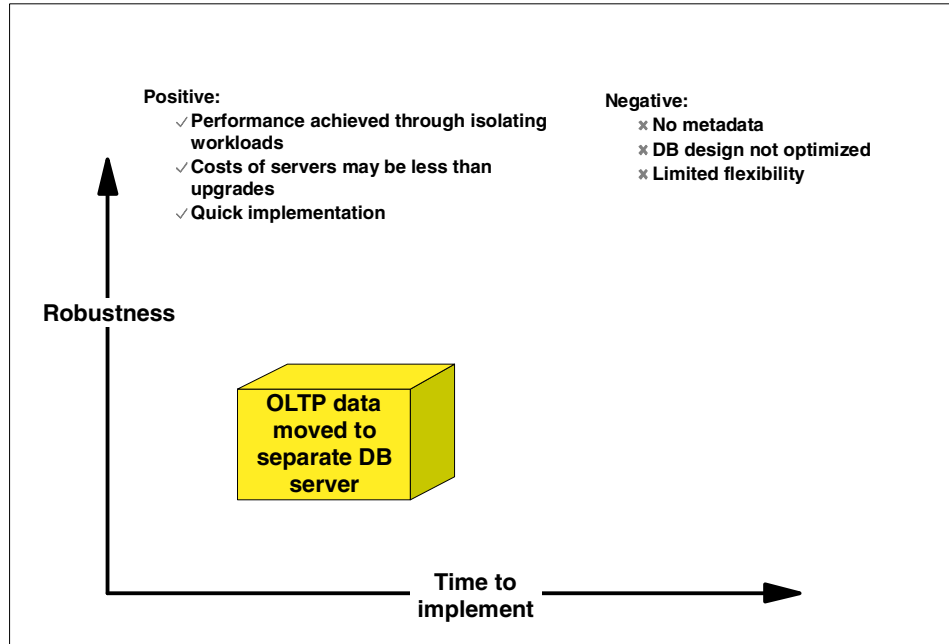 Positive:
✓ Performance achieved through isolating
workloads
✓ Costs of servers may be less than
upgrades
✓ Quick implementation
Negative:
✖ No metadata
✖ DB design not optimized
✖ Limited flexibility
Robustness
OLTP data
moved to
separate DB
server
Time to
implement